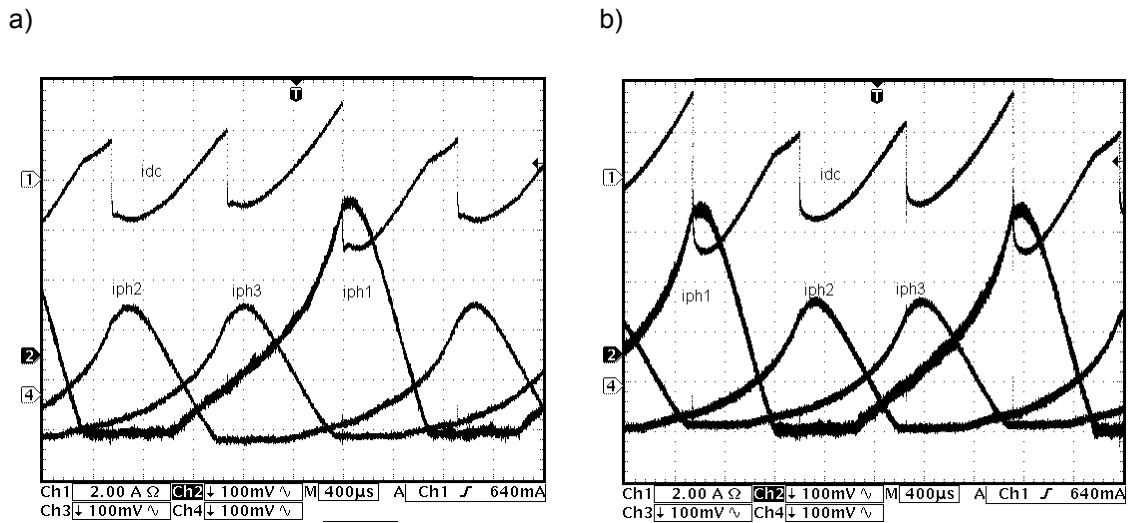 a)
T
1
idc
iph2
iph3
iph1
2
4
Ch1 2.00 A Ω Ch2 ↓ 100mV ∿ M 400µs A Ch1 ∫ 640mA
Ch3 ↓ 100mV ∿ Ch4 ↓ 100mV ∿
b)
T
1
idc
iph1
iph2
iph3
2
4
Ch1 2.00 A Ω Ch2 ↓ 100mV ∿ M 400µs A Ch1 ∫ 640mA
Ch3 ↓ 100mV ∿ Ch4 ↓ 100mV ∿